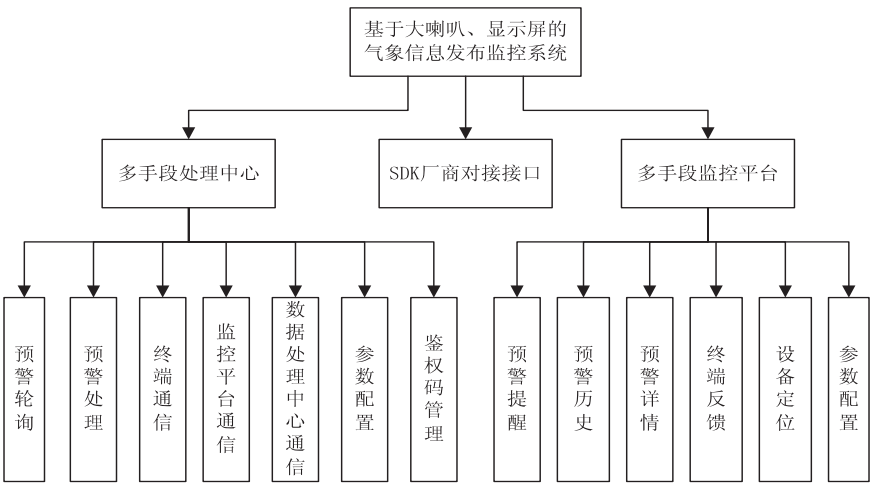 基于大喇叭、显示屏的
气象信息发布监控系统
多手段处理中心
SDK厂商对接接口
多手段监控平台
预警轮询
预警处理
终端通信
监控平台通信
数据处理中心通信
参数配置
鉴权码管理
预警提醒
预警历史
预警详情
终端反馈
设备定位
参数配置